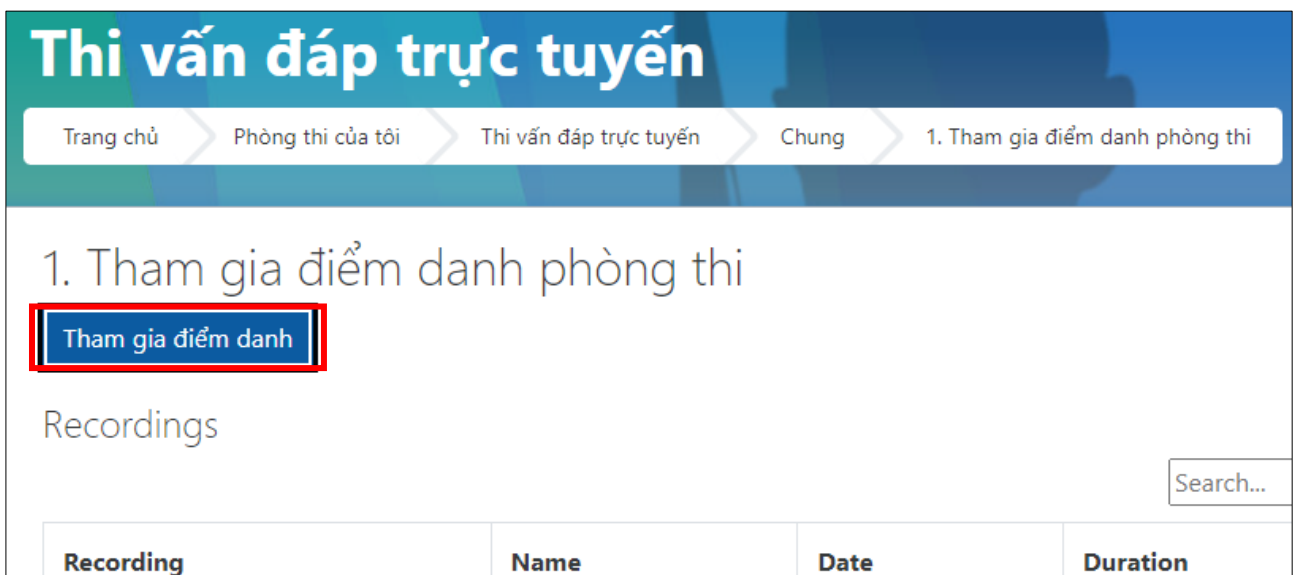 Thi vấn đáp trực tuyến
Trang chủ Phòng thi của tôi Thi vấn đáp trực tuyến Chung 1. Tham gia điểm danh phòng thi
1. Tham gia điểm danh phòng thi
Tham gia điểm danh
Recordings
Search...
Recording Name Date Duration